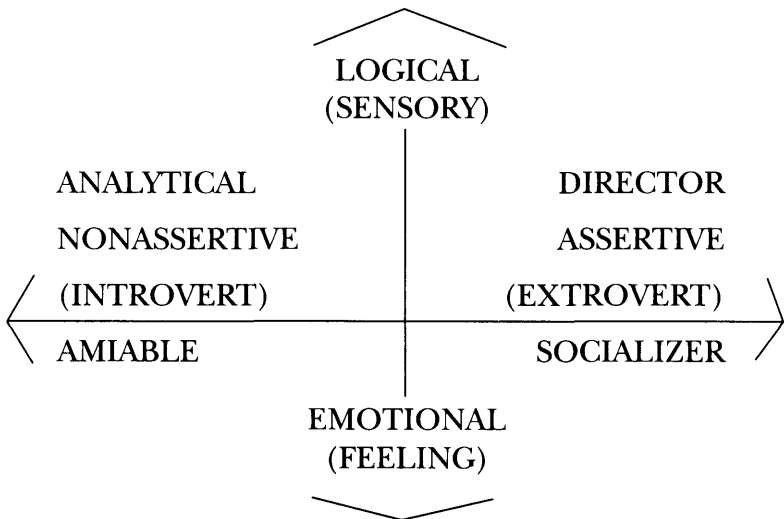 LOGICAL
(SENSORY)
ANALYTICAL
DIRECTOR
NONASSERTIVE
ASSERTIVE
(INTROVERT)
(EXTROVERT)
AMIABLE
SOCIALIZER
EMOTIONAL
(FEELING)